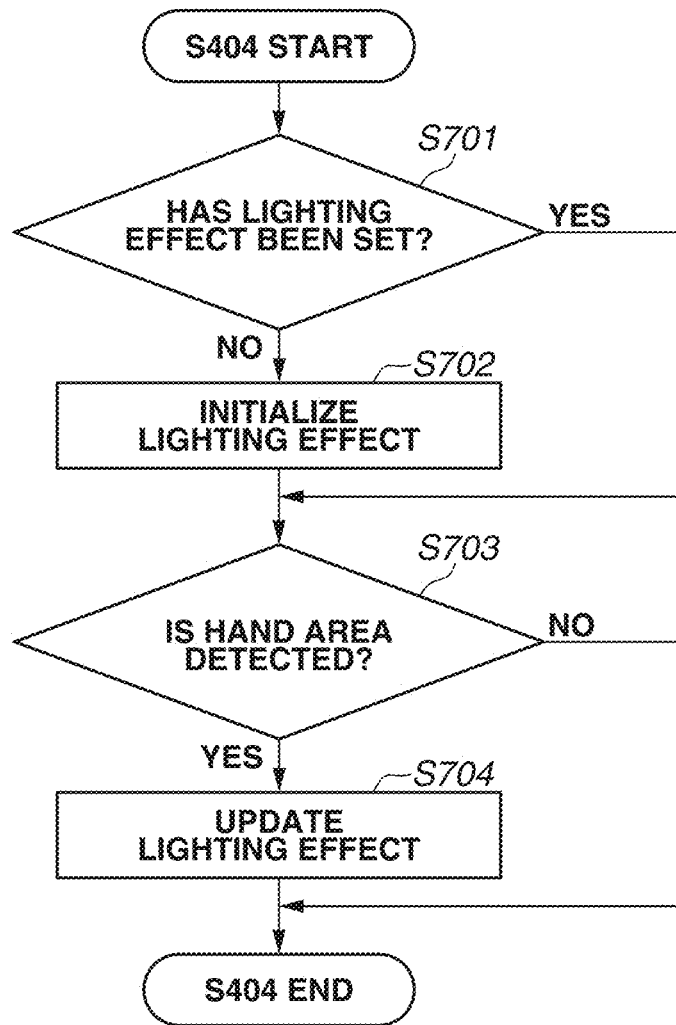 S404 START
S701
HAS LIGHTING
EFFECT BEEN SET?
YES
NO
S702
INITIALIZE
LIGHTING EFFECT
S703
IS HAND AREA
DETECTED?
NO
YES
S704
UPDATE
LIGHTING EFFECT
S404 END